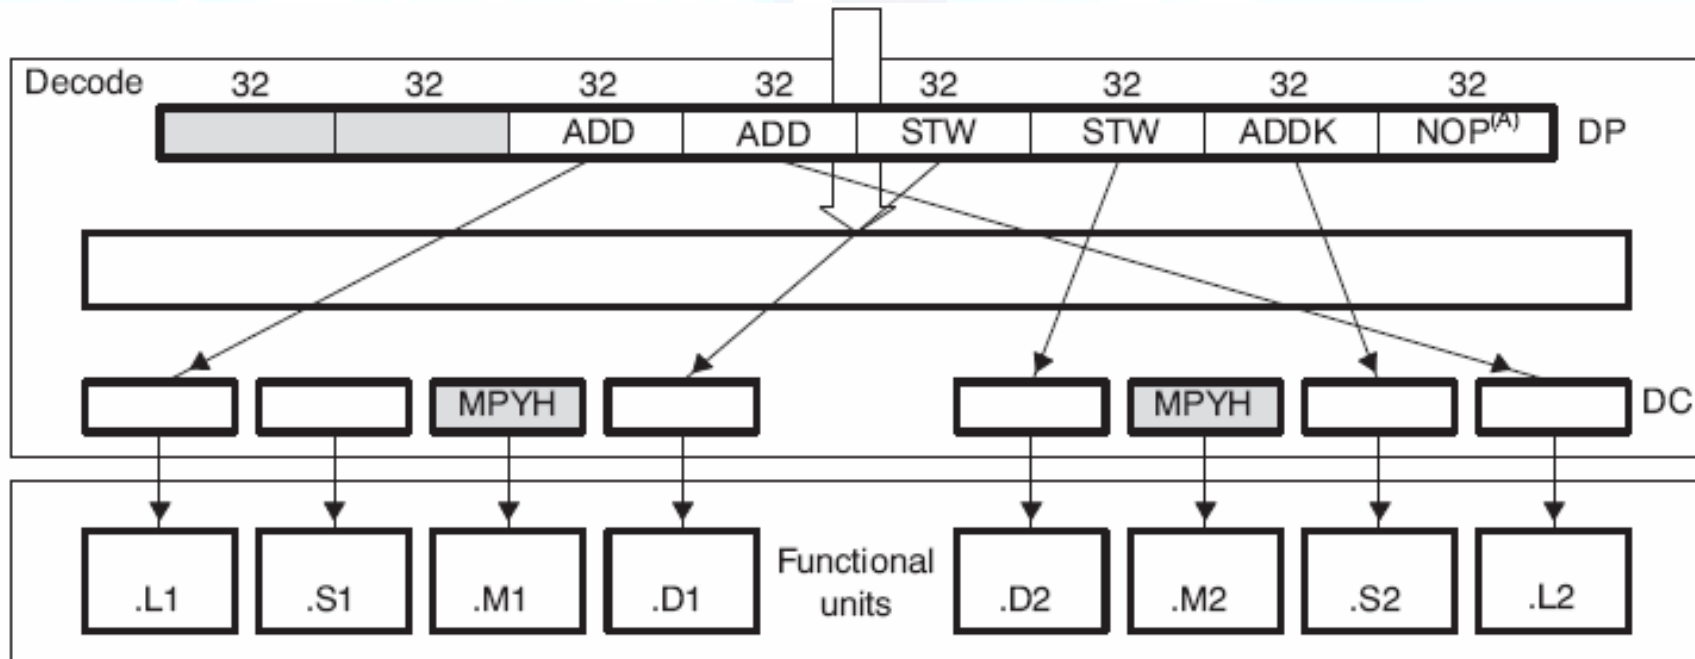 Decode 32 32 32 32 32 32 32 32
ADD ADD STW STW ADDK NOP(A) DP
MPYH MPYH DC
Functional
units
.L1 .S1 .M1 .D1 .D2 .M2 .S2 .L2